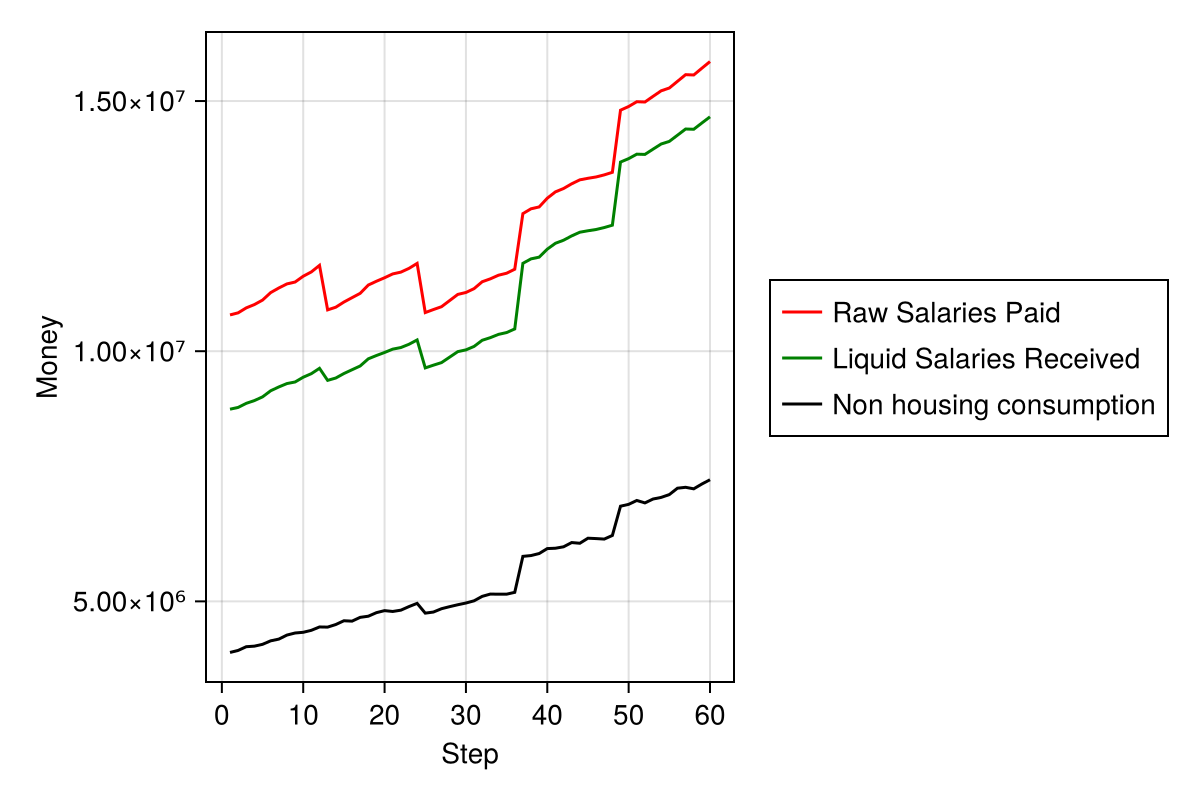 1.50×10⁷
1.00×10⁷
5.00×10⁶
Money
0 10 20 30 40 50 60
Step
Raw Salaries Paid
Liquid Salaries Received
Non housing consumption